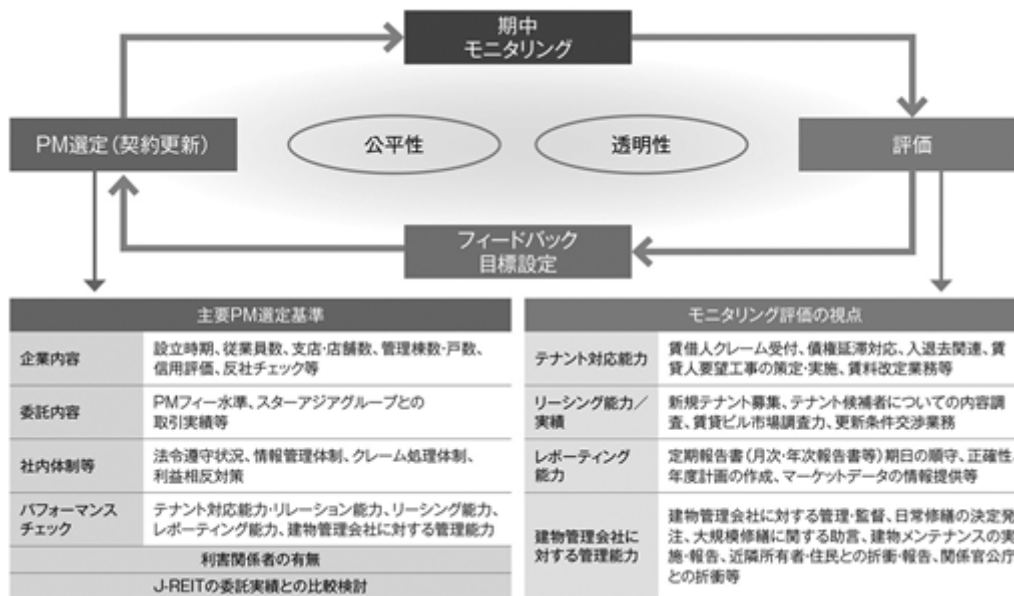 期中
モニタリング
PM選定（契約更新）
公平性
透明性
評価
フィードバック
目標設定
主要PM選定基準
企業内容
設立時期、従業員数、支店・店舗数、管理棟数・戸数、
信用評価、反社チェック等
委託内容
PMフィー水準、スターアジアグループとの
取引実績等
社内体制等
法令遵守状況、情報管理体制、クレーム処理体制、
利益相反対策
パフォーマンス
チェック
テナント対応能力・リレーション能力、リーシング能力、
レポーティング能力、建物管理会社に対する管理能力
利害関係者の有無
J-REITの委託実績との比較検討
モニタリング評価の視点
テナント対応能力
賃借人クレーム受付、債権延滞対応、入退去関連、賃
貸人要望工事の策定・実施、賃料改定業務等
リーシング能力／
実績
新規テナント募集、テナント候補者についての内容調
査、賃貸ビル市場調査力、更新条件交渉業務
レポーティング
能力
定期報告書（月次・年次報告書等）期日の順守、正確性、
年度計画の作成、マーケットデータの情報提供等
建物管理会社に
対する管理能力
建物管理会社に対する管理・監督、日常修繕の決定発
注、大規模修繕に関する助言、建物メンテナンスの実
施・報告、近隣所有者・住民との折衝・報告、関係官公庁
との折衝等